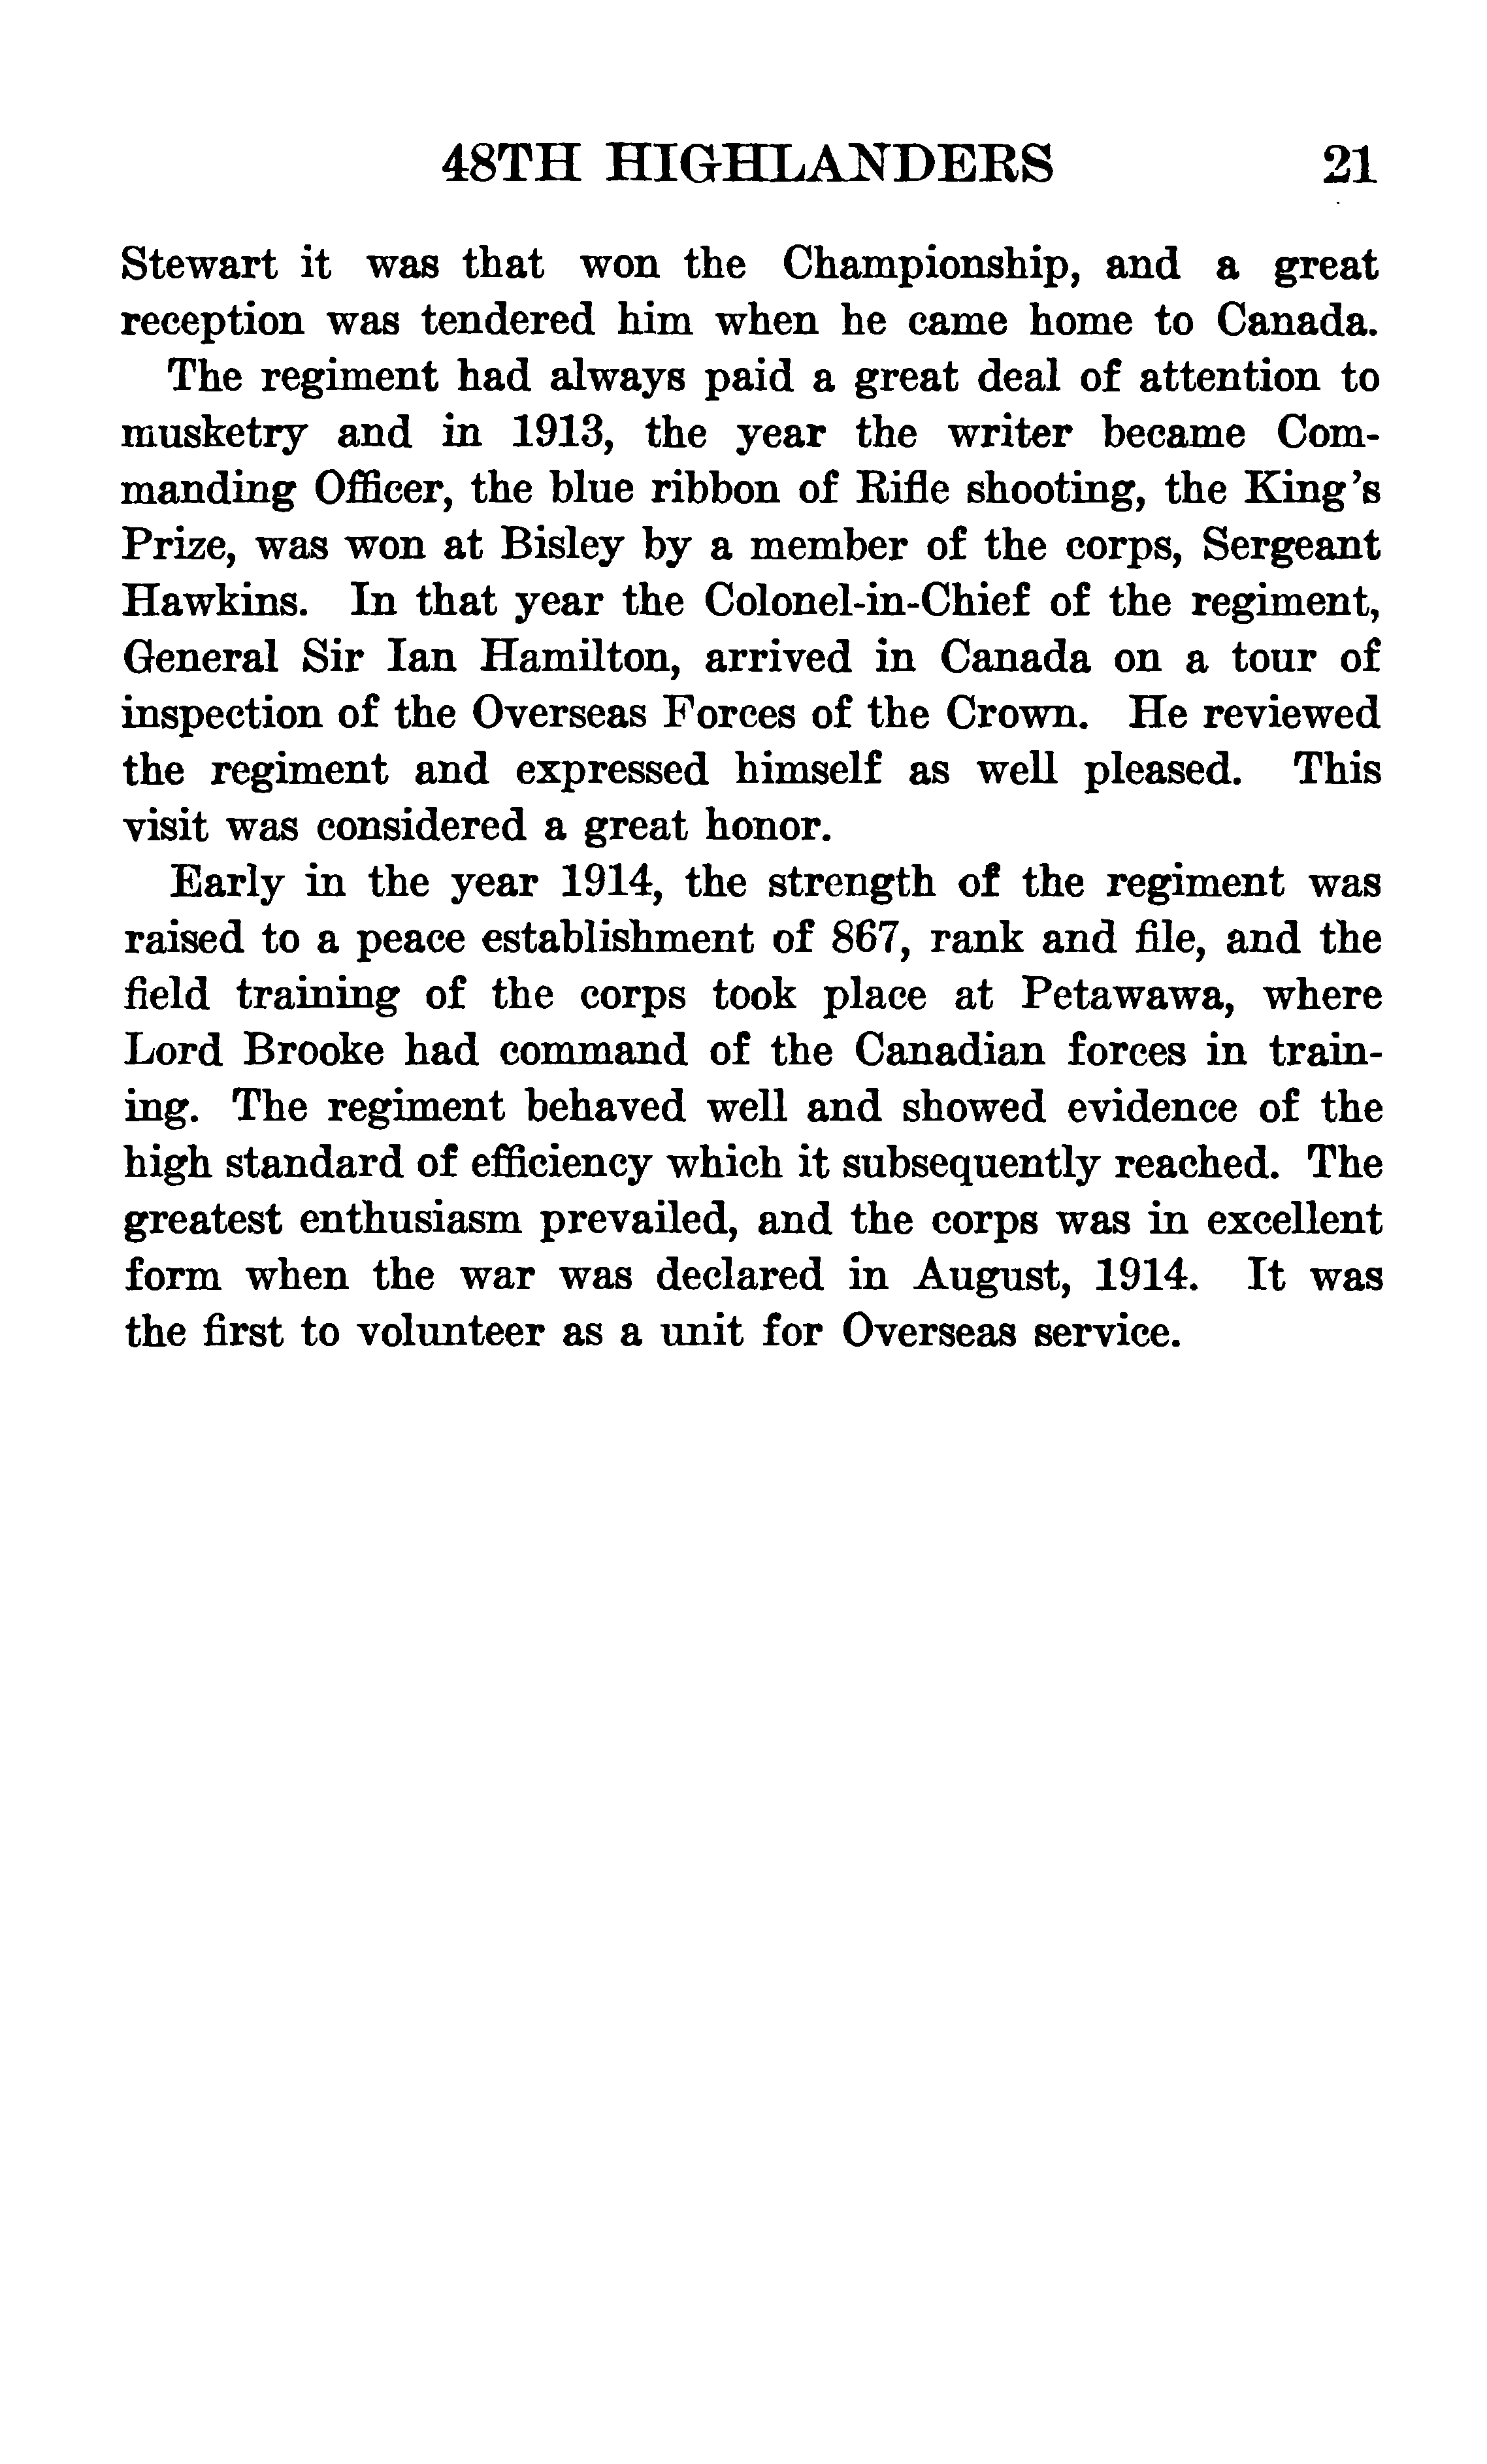 48TH HIGHLANDERS 21
Stewart it was that won the Championship, and a great
reception was tendered him when he came home to Canada.
The regiment had always paid a great deal of attention to
musketry and in 1913, the year the writer became Com-
manding Officer, the blue ribbon of Rifle shooting, the King's
Prize, was won at Bisley by a member of the corps, Sergeant
Hawkins. In that year the Colonel-in-Chief of the regiment,
General Sir Ian Hamilton, arrived in Canada on a tour of
inspection of the Overseas Forces of the Crown. He reviewed
the regiment and expressed himself as well pleased. This
visit was considered a great honor.
Early in the year 1914, the strength of the regiment was
raised to a peace establishment of 867, rank and file, and the
field training of the corps took place at Petawawa, where
Lord Brooke had command of the Canadian forces in train-
ing. The regiment behaved well and showed evidence of the
high standard of efficiency which it subsequently reached. The
greatest enthusiasm prevailed, and the corps was in excellent
form when the war was declared in August, 1914. It was
the first to volunteer as a unit for Overseas service.